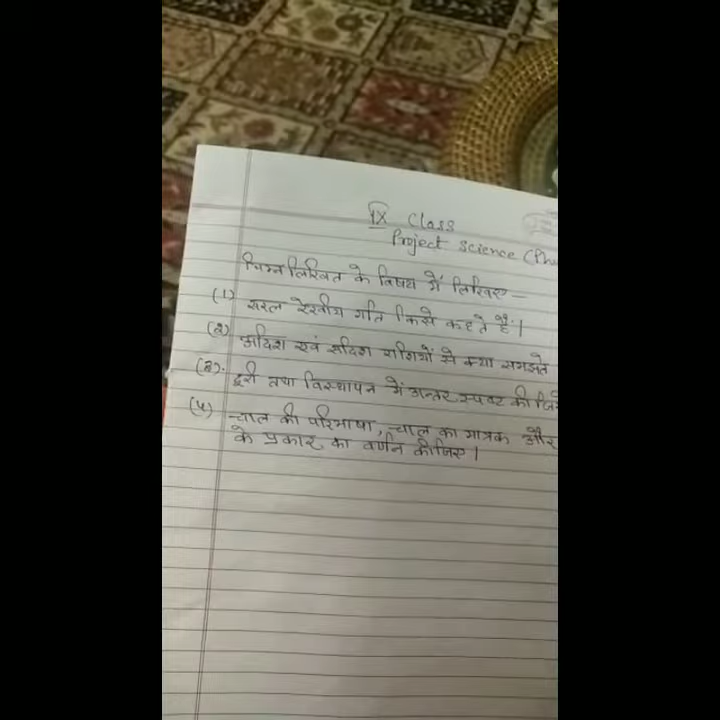 IX Class
Project Science (Phy
निम्नलिखित के विषय में लिखिए —
(1) सरल रेखीय गति किसे कहते हैं।
(2) अदिश एवं सदिश राशियों से क्या समझते
(3). दूरी तथा विस्थापन में अन्तर स्पष्ट कीजि
(4) चाल की परिभाषा, चाल का मात्रक और
के प्रकार का वर्णन कीजिए।